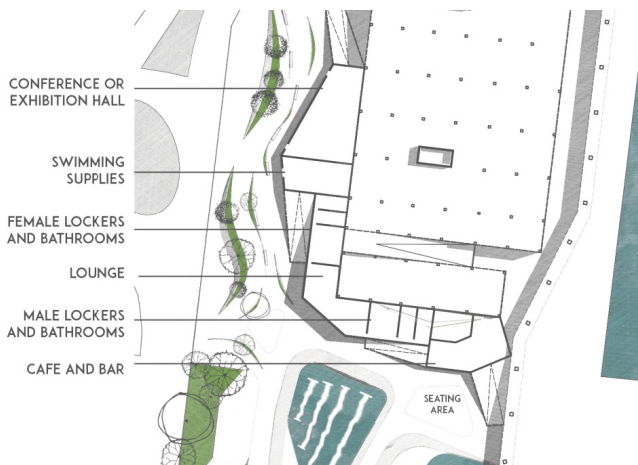 CONFERENCE OR
EXHIBITION HALL
SWIMMING
SUPPLIES
FEMALE LOCKERS
AND BATHROOMS
LOUNGE
MALE LOCKERS
AND BATHROOMS
CAFE AND BAR
SEATING
AREA